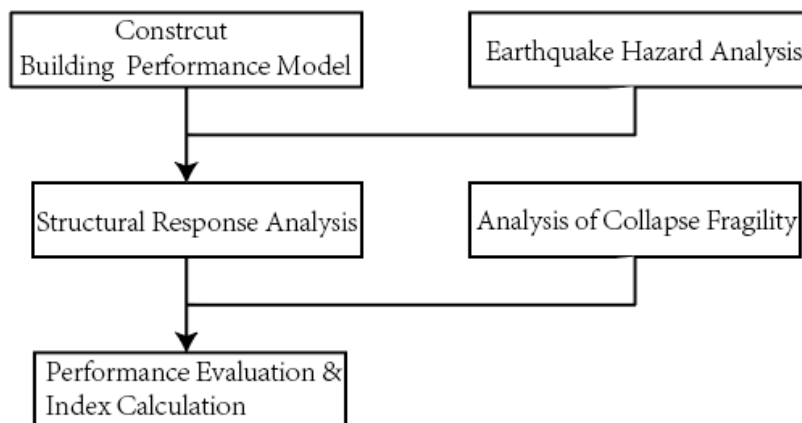 Constrcut
Building Performance Model
Earthquake Hazard Analysis
Structural Response Analysis
Analysis of Collapse Fragility
Performance Evaluation &
Index Calculation